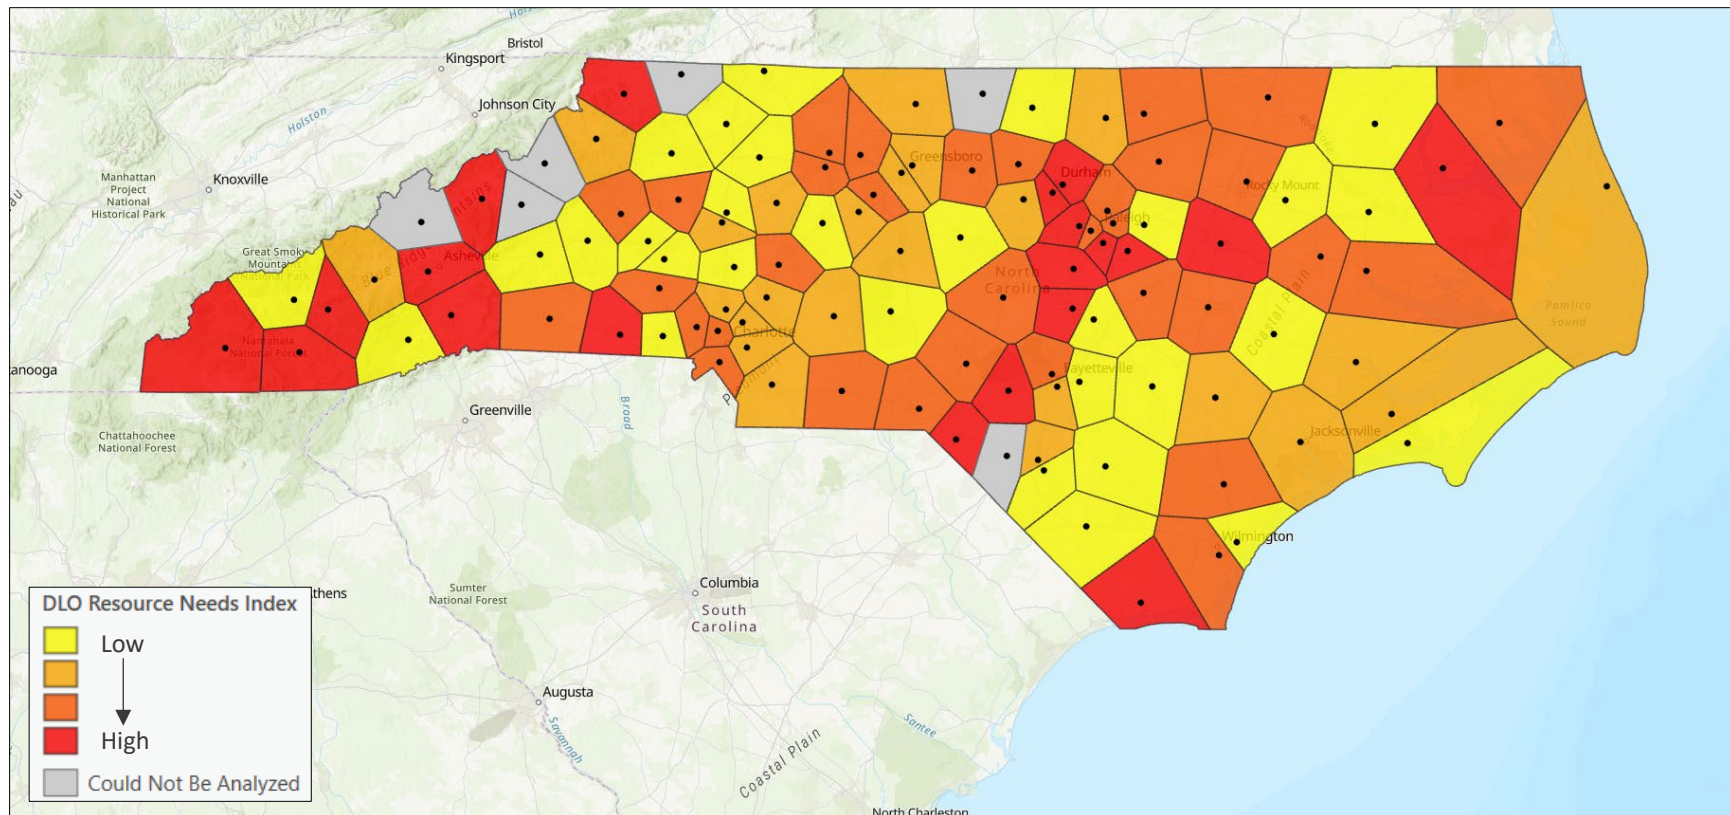 Bristol
Kingsport
Johnson City
Holston
Manhattan
Project
National
Historical Park
Knoxville
Great Smoky
Mountains
National Park
Blue Ridge
ntains
Asheville
Nantahala
National Forest
anooga
Chattahoochee
National Forest
Greenville
Broad
Greensboro
Durham
Raleigh
Rocky Mount
North
Carolina
Charlotte
Piedmont
Fayetteville
Coastal Plain
Pamlico
Sound
Jacksonville
Wilmington
Columbia
South
Carolina
Sumter
National Forest
Athens
Augusta
Savannah
Santee
Coastal Plain
North Charleston
DLO Resource Needs Index
Low
High
Could Not Be Analyzed